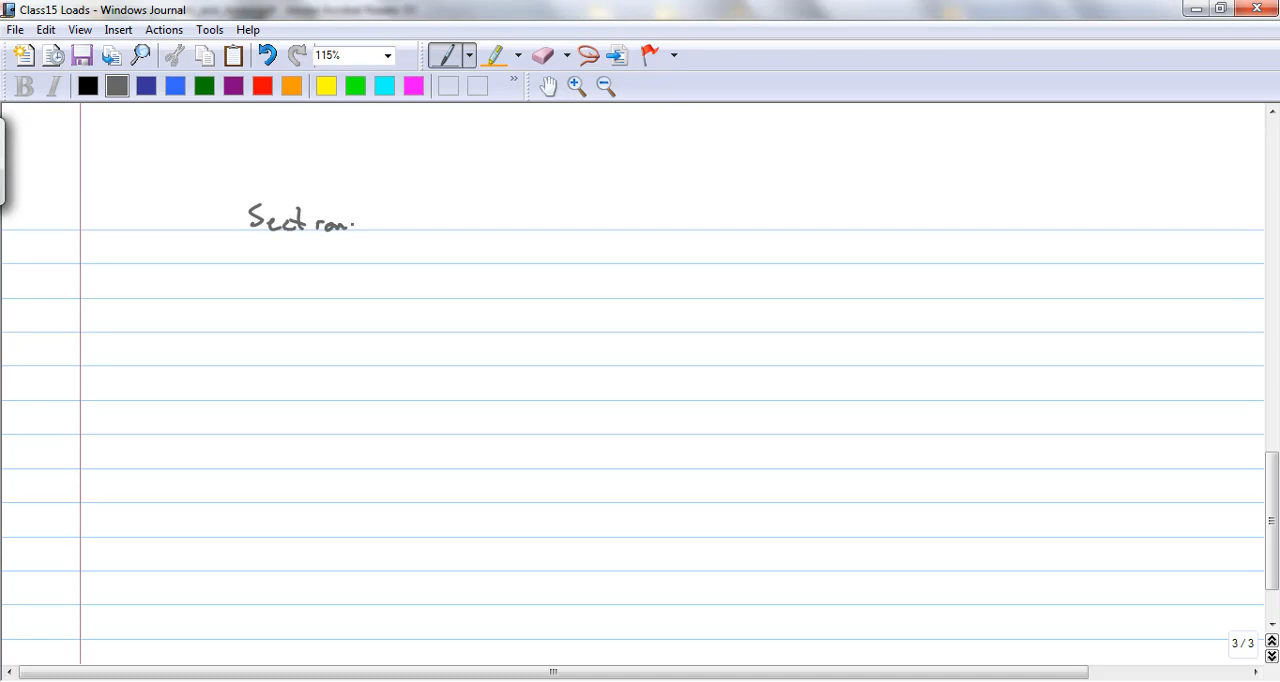 Class15 Loads - Windows Journal
File Edit View Insert Actions Tools Help
115%
B I
Section
3 / 3